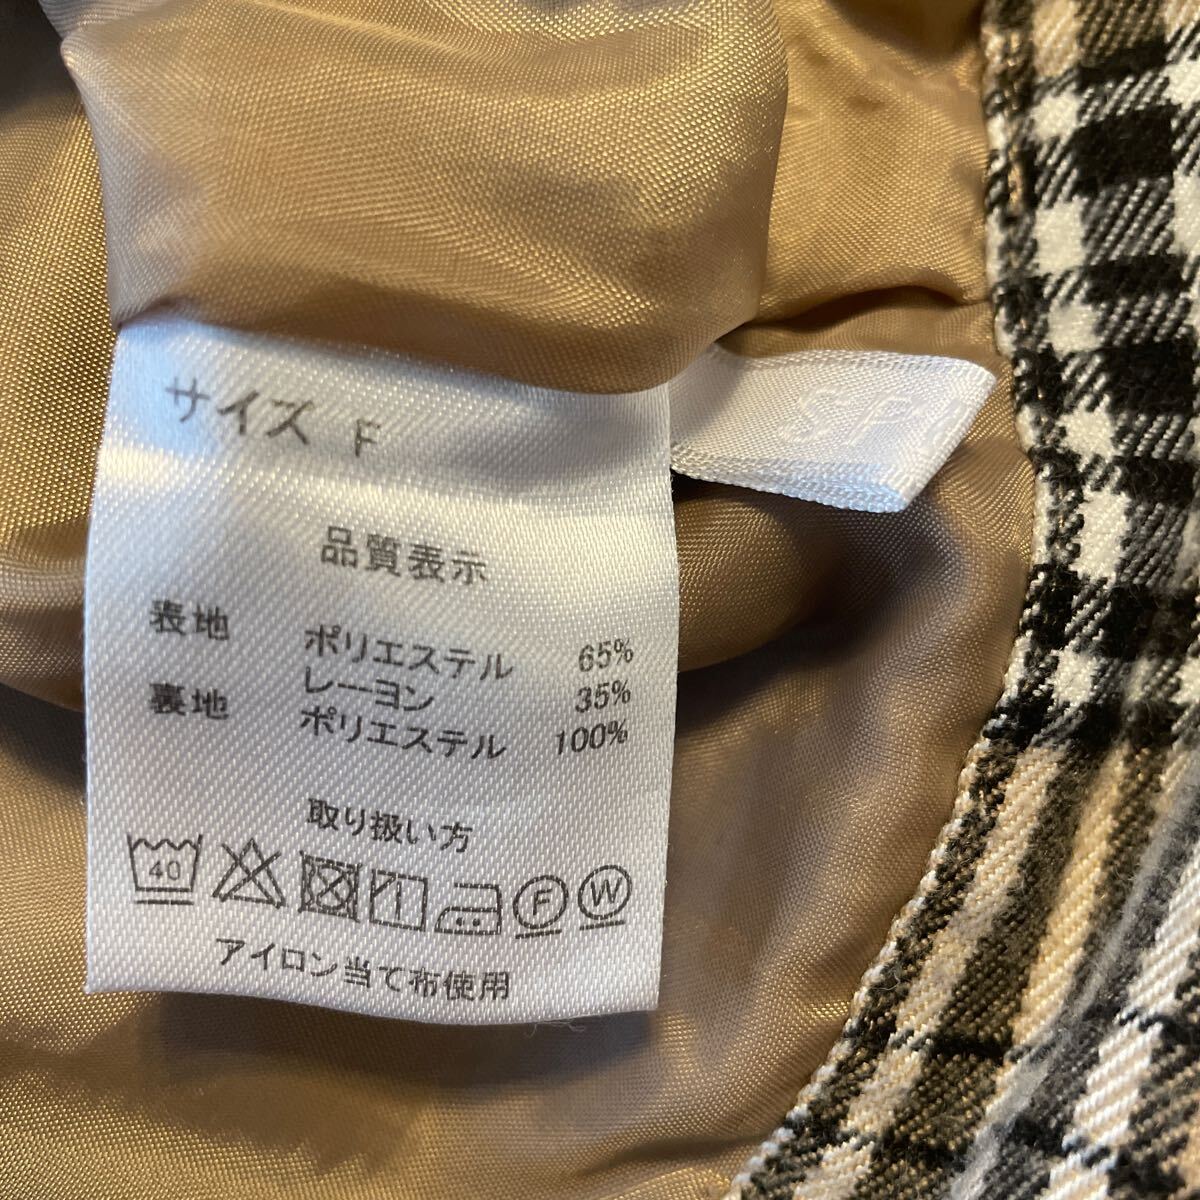 サイズ F
品質表示
表地 ポリエステル 65%
レーヨン 35%
裏地 ポリエステル 100%
取り扱い方
40 F W
アイロン当て布使用